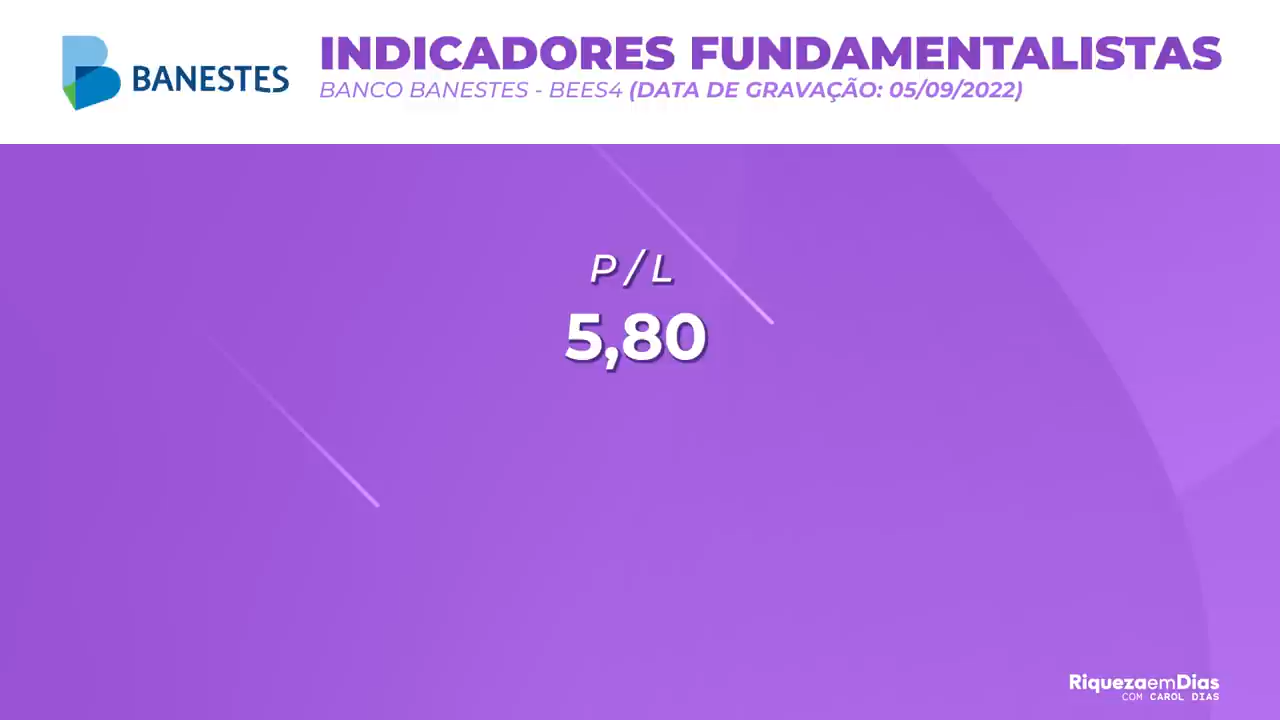 BANESTES
INDICADORES FUNDAMENTALISTAS
BANCO BANESTES - BEES4 (DATA DE GRAVAÇÃO: 05/09/2022)
P / L
5,80
RiquezaemDias
COM CAROL DIAS